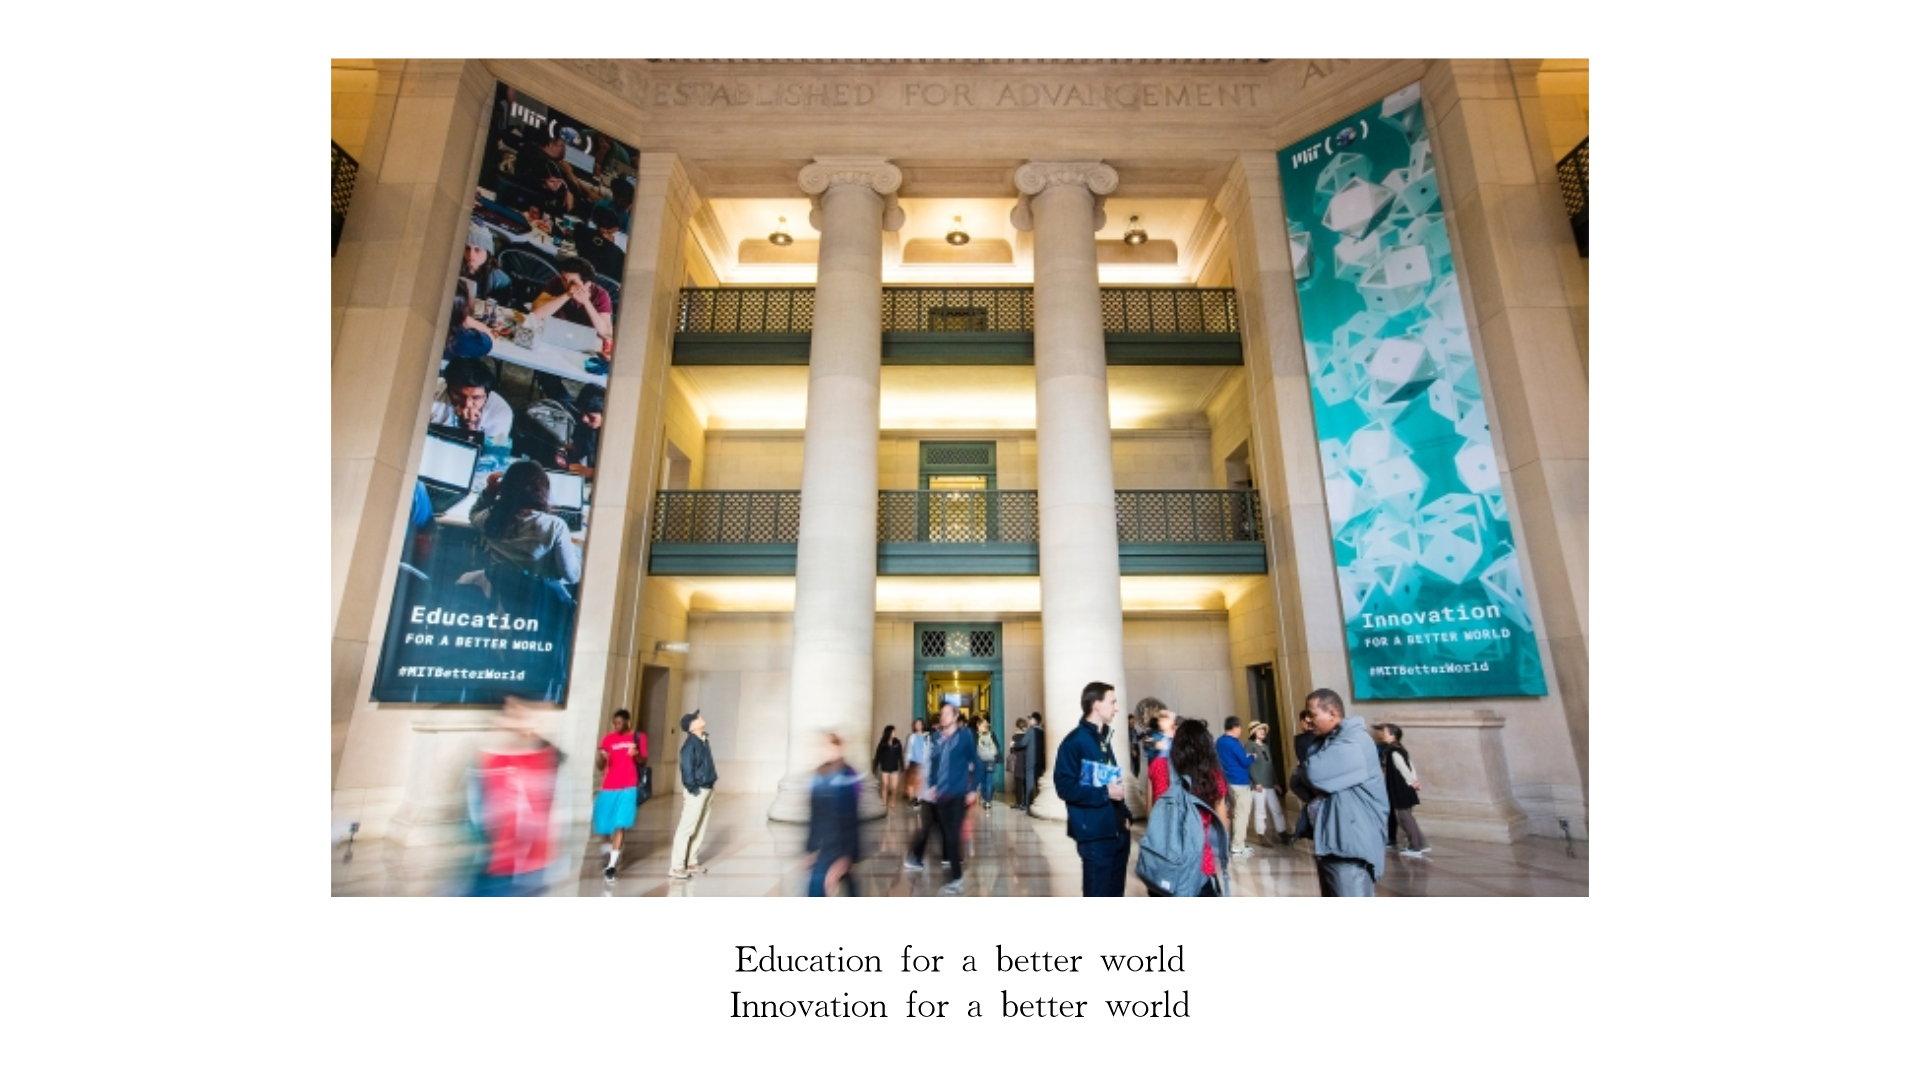 ESTABLISHED FOR ADVANCEMENT AN
MIT ( )
Education
FOR A BETTER WORLD
#MITBetterWorld
MIT ( )
Innovation
FOR A BETTER WORLD
#MITBetterWorld
Education for a better world
Innovation for a better world